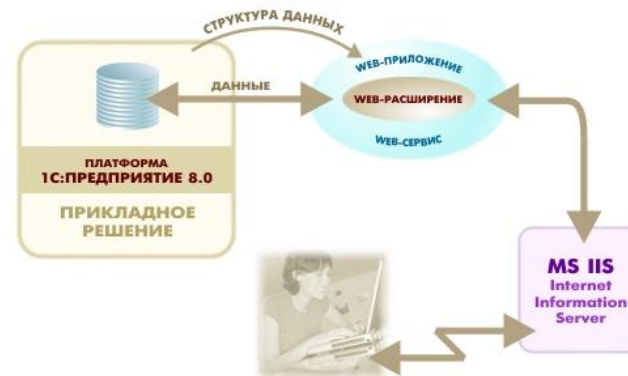 СТРУКТУРА ДАННЫХ
ДАННЫЕ
WEB-ПРИЛОЖЕНИЕ
WEB-РАСШИРЕНИЕ
WEB-СЕРВИС
ПЛАТФОРМА
1С:ПРЕДПРИЯТИЕ 8.0
ПРИКЛАДНОЕ
РЕШЕНИЕ
MS IIS
Internet
Information
Server